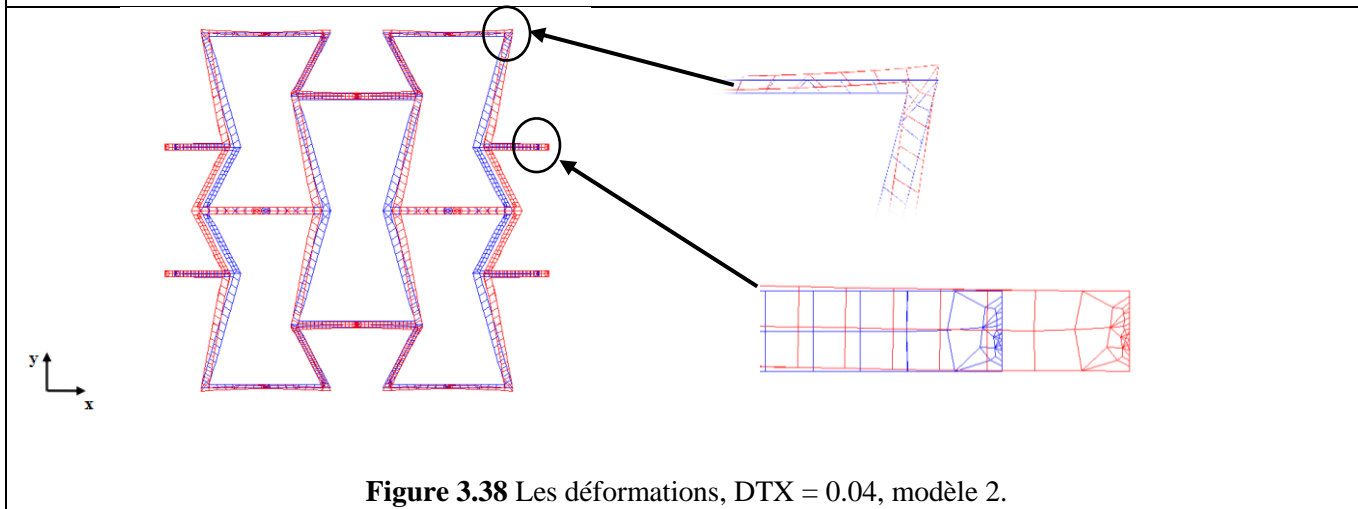 y
x
Figure 3.38 Les déformations, DTX = 0.04, modèle 2.